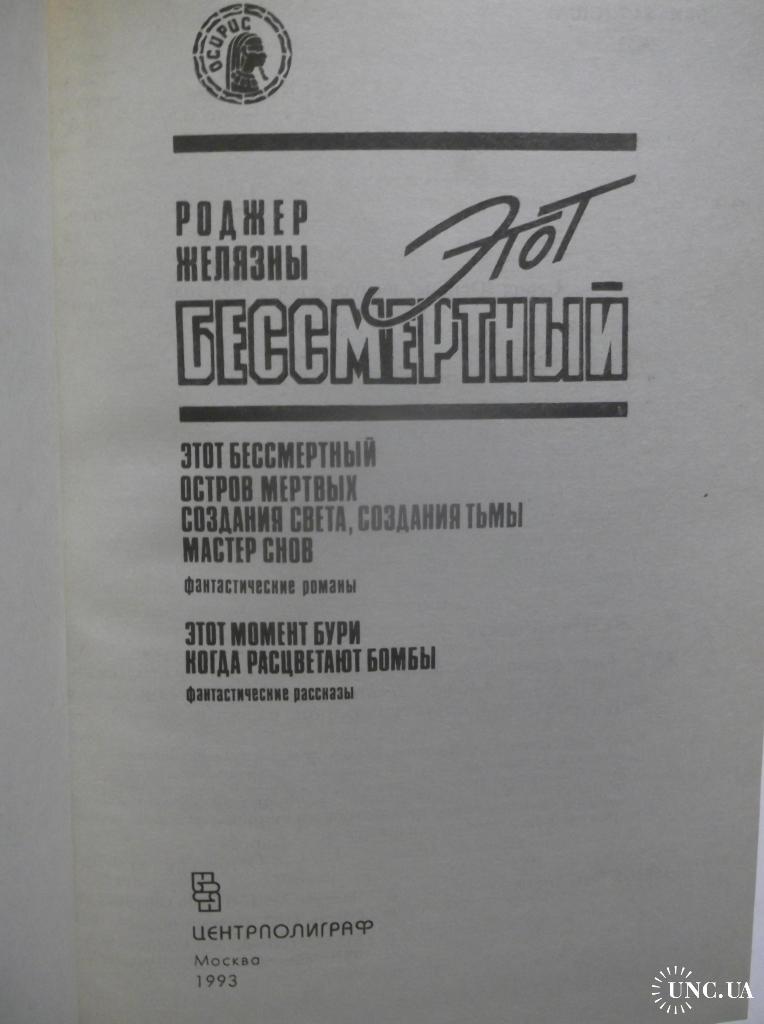 ОСИРОС
РОДЖЕР
ЖЕЛЯЗНЫ
ЭТОТ
БЕССМЕРТНЫЙ
ЭТОТ БЕССМЕРТНЫЙ
ОСТРОВ МЕРТВЫХ
СОЗДАНИЯ СВЕТА, СОЗДАНИЯ ТЬМЫ
МАСТЕР СНОВ
фантастические романы
ЭТОТ МОМЕНТ БУРИ
КОГДА РАСЦВЕТАЮТ БОМБЫ
фантастические рассказы
ЦЕНТРПОЛИГРАФ
Москва
1993
UNC.UA